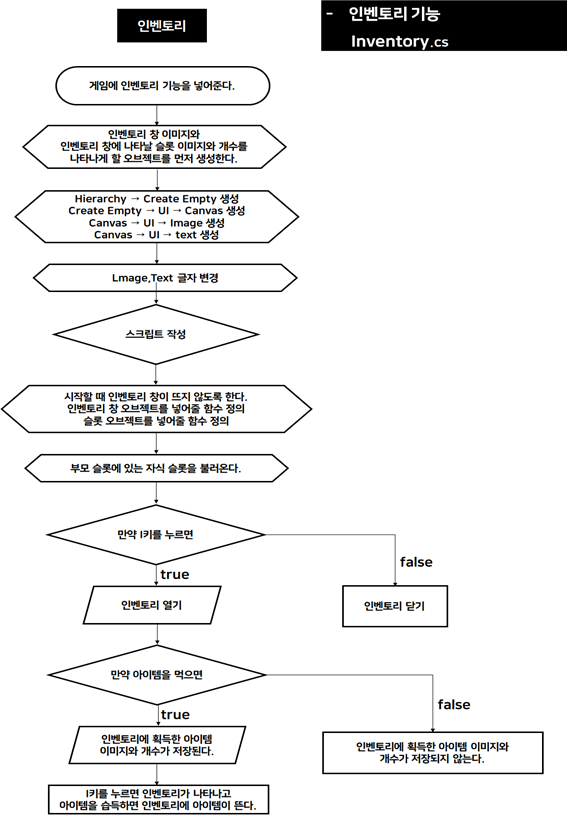 인벤토리
- 인벤토리 기능
Inventory.cs
게임에 인벤토리 기능을 넣어준다.
인벤토리 창 이미지와
인벤토리 창에 나타날 슬롯 이미지와 개수를
나타나게 할 오브젝트를 먼저 생성한다.
Hierarchy → Create Empty 생성
Create Empty → UI → Canvas 생성
Canvas → UI → Image 생성
Canvas → UI → text 생성
Lmage,Text 글자 변경
스크립트 작성
시작할 때 인벤토리 창이 뜨지 않도록 한다.
인벤토리 창 오브젝트를 넣어줄 함수 정의
슬롯 오브젝트를 넣어줄 함수 정의
부모 슬롯에 있는 자식 슬롯을 불러온다.
만약 I키를 누르면
false
true
인벤토리 열기
인벤토리 닫기
만약 아이템을 먹으면
false
true
인벤토리에 획득한 아이템
이미지와 개수가 저장된다.
인벤토리에 획득한 아이템 이미지와
개수가 저장되지 않는다.
I키를 누르면 인벤토리가 나타나고
아이템을 습득하면 인벤토리에 아이템이 뜬다.